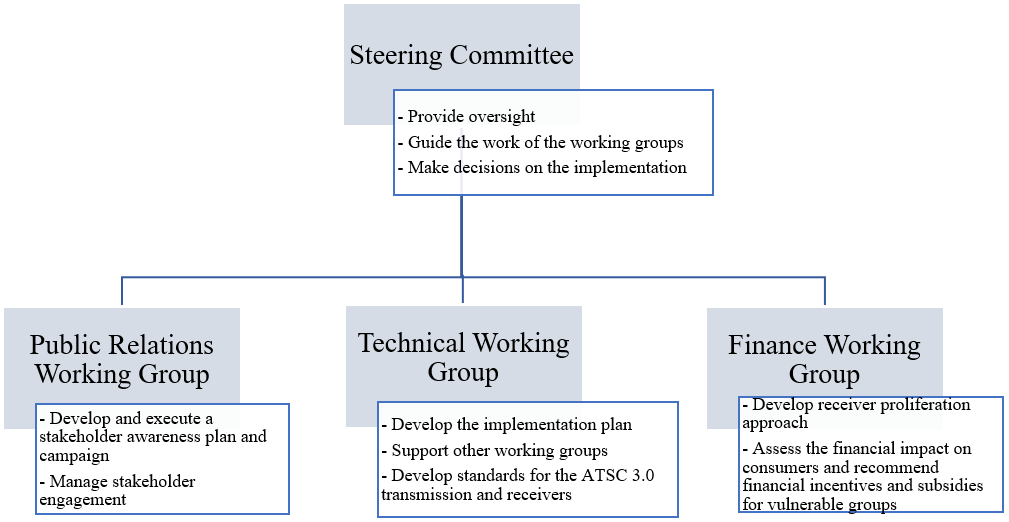 Steering Committee
- Provide oversight
- Guide the work of the working groups
- Make decisions on the implementation
Public Relations
Working Group
- Develop and execute a
stakeholder awareness plan and
campaign
- Manage stakeholder
engagement
Technical Working
Group
- Develop the implementation plan
- Support other working groups
- Develop standards for the ATSC 3.0
transmission and receivers
Finance Working
Group
- Develop receiver proliferation
approach
- Assess the financial impact on
consumers and recommend
financial incentives and subsidies
for vulnerable groups